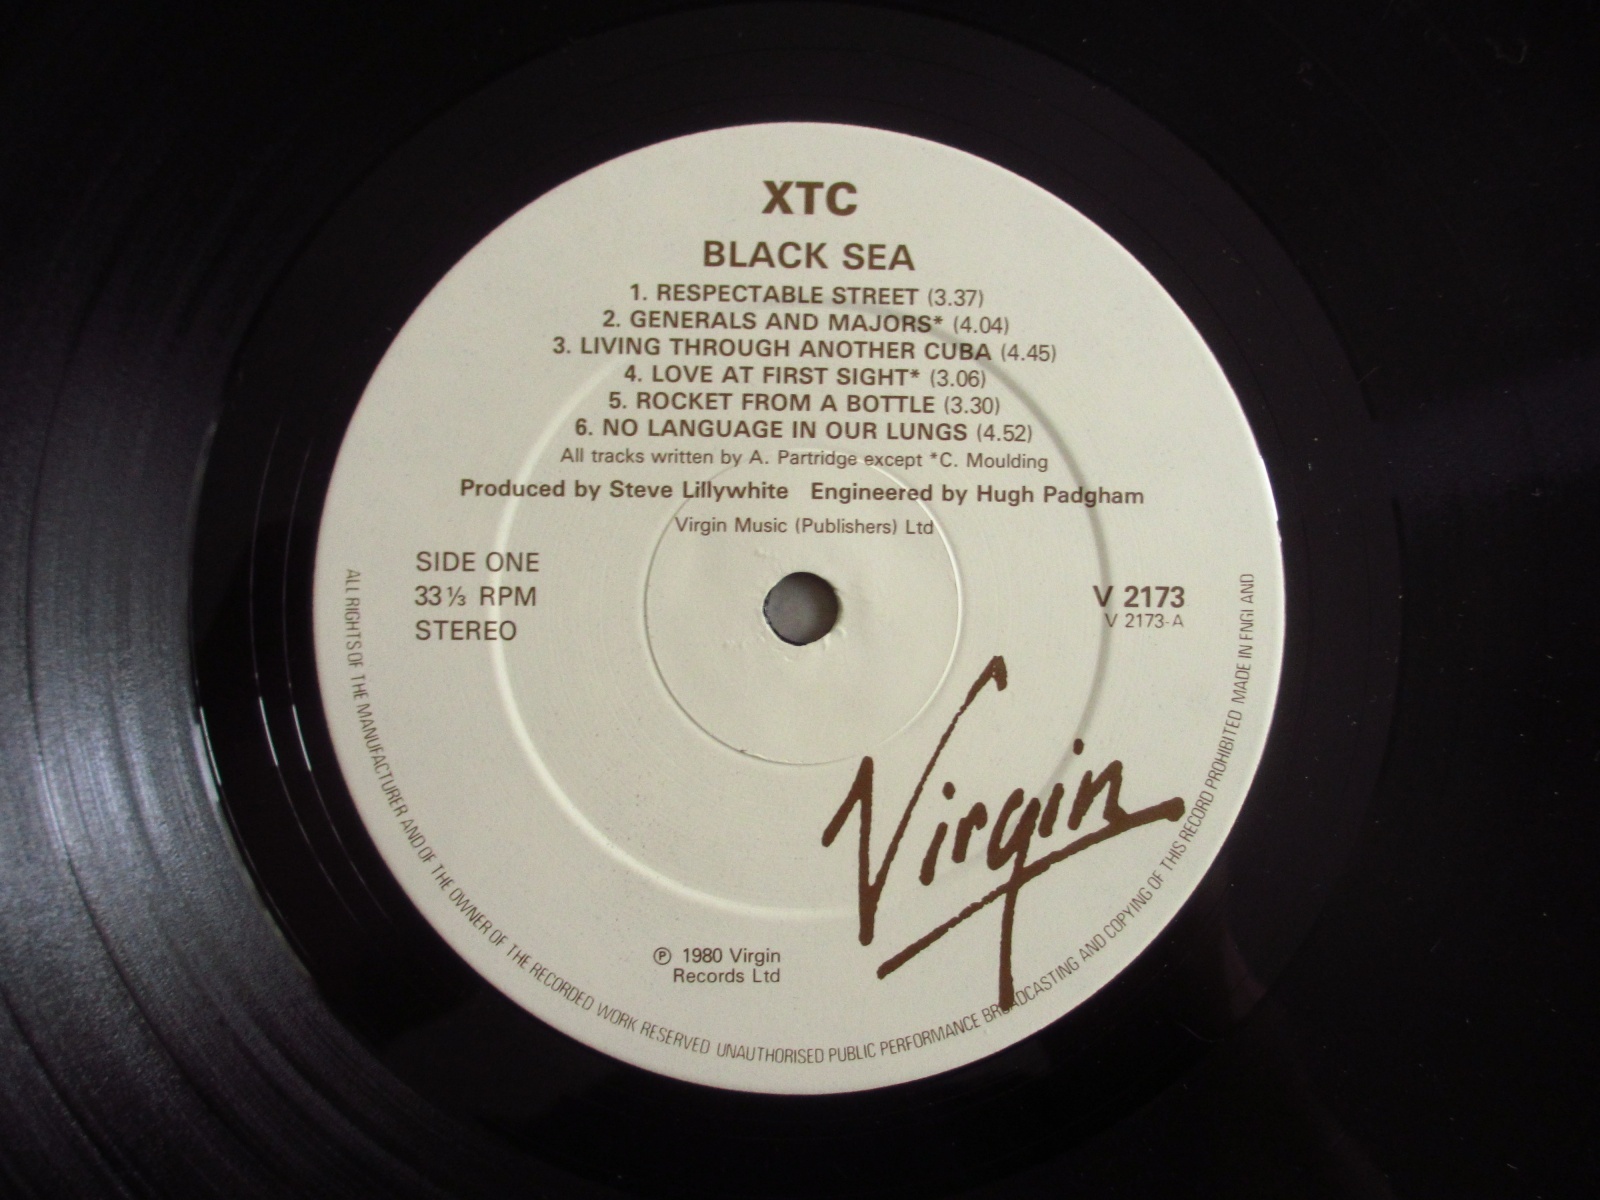 XTC
BLACK SEA
1. RESPECTABLE STREET (3.37)
2. GENERALS AND MAJORS* (4.04)
3. LIVING THROUGH ANOTHER CUBA (4.45)
4. LOVE AT FIRST SIGHT* (3.06)
5. ROCKET FROM A BOTTLE (3.30)
6. NO LANGUAGE IN OUR LUNGS (4.52)
All tracks written by A. Partridge except *C. Moulding
Produced by Steve Lillywhite Engineered by Hugh Padgham
Virgin Music (Publishers) Ltd
SIDE ONE
33⅓ RPM
STEREO
V 2173
V 2173-A
Virgin
℗ 1980 Virgin
Records Ltd
ALL RIGHTS OF THE MANUFACTURER AND OF THE OWNER OF THE RECORDED WORK RESERVED UNAUTHORISED PUBLIC PERFORMANCE BROADCASTING AND COPYING OF THIS RECORD PROHIBITED MADE IN ENGLAND